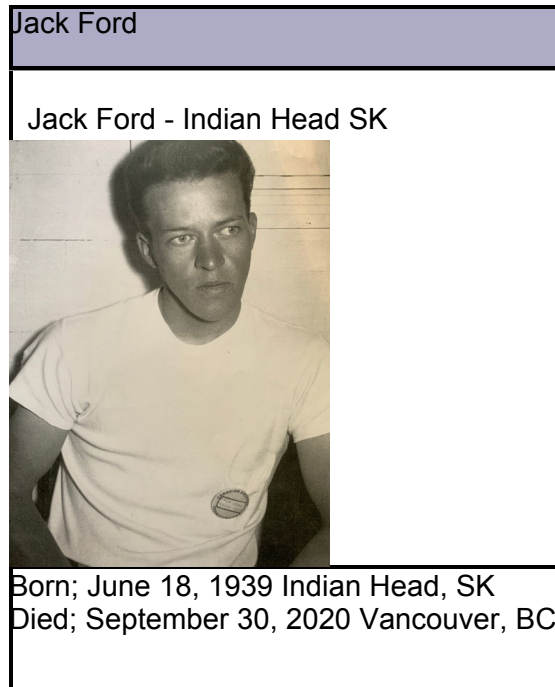 Jack Ford
Jack Ford - Indian Head SK
Born; June 18, 1939 Indian Head, SK
Died; September 30, 2020 Vancouver, BC